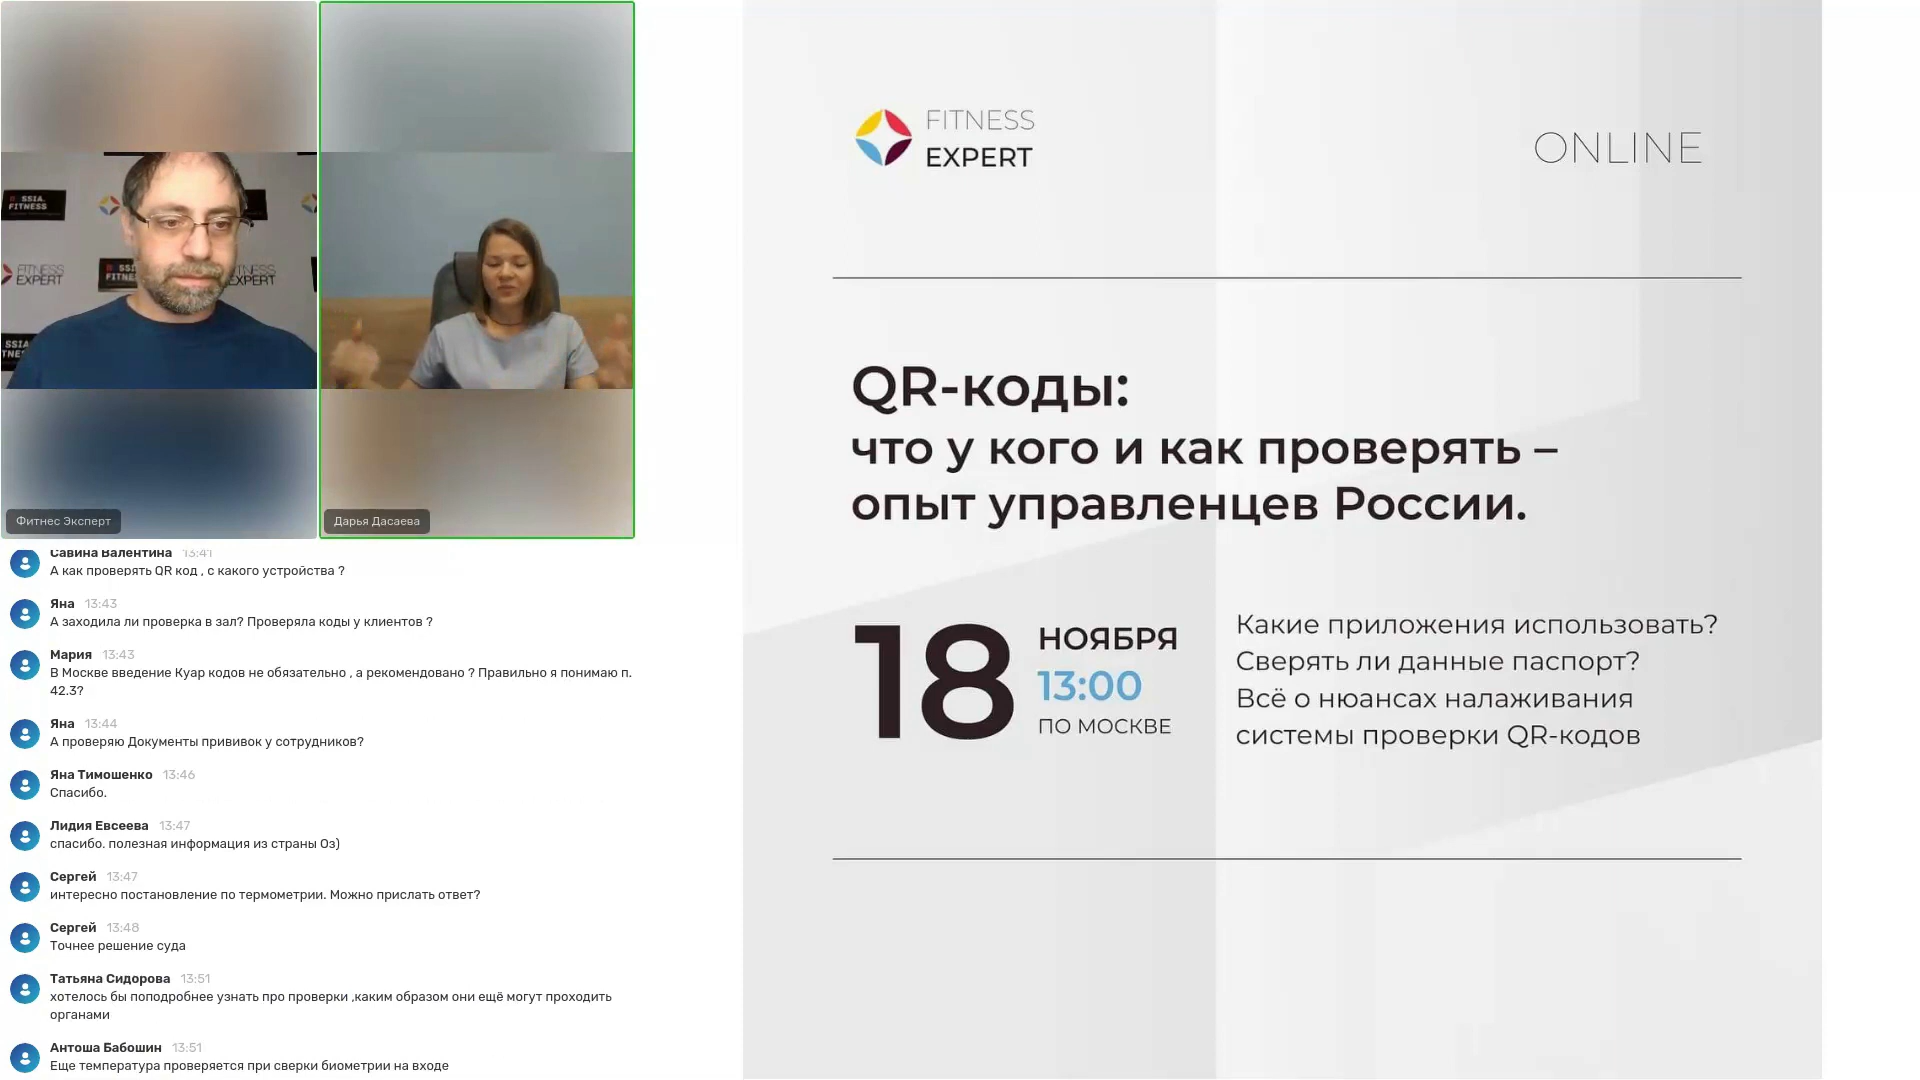 SSIA.
FITNESS
FITNESS
EXPERT
EXPERT
Фитнес Эксперт
Дарья Дасаева
Савина Валентина 13:41
А как проверять QR код , с какого устройства ?
Яна 13:43
А заходила ли проверка в зал? Проверяла коды у клиентов ?
Мария 13:43
В Москве введение Куар кодов не обязательно , а рекомендовано ? Правильно я понимаю п.
42.3?
Яна 13:44
А проверяю Документы прививок у сотрудников?
Яна Тимошенко 13:46
Спасибо.
Лидия Евсеева 13:47
спасибо. полезная информация из страны Оз)
Сергей 13:47
интересно постановление по термометрии. Можно прислать ответ?
Сергей 13:48
Точнее решение суда
Татьяна Сидорова 13:51
хотелось бы поподробнее узнать про проверки ,каким образом они ещё могут проходить
органами
Антоша Бабошин 13:51
Еще температура проверяется при сверки биометрии на входе
FITNESS
EXPERT
ONLINE
QR-коды:
что у кого и как проверять –
опыт управленцев России.
18
НОЯБРЯ
13:00
ПО МОСКВЕ
Какие приложения использовать?
Сверять ли данные паспорт?
Всё о нюансах налаживания
системы проверки QR-кодов